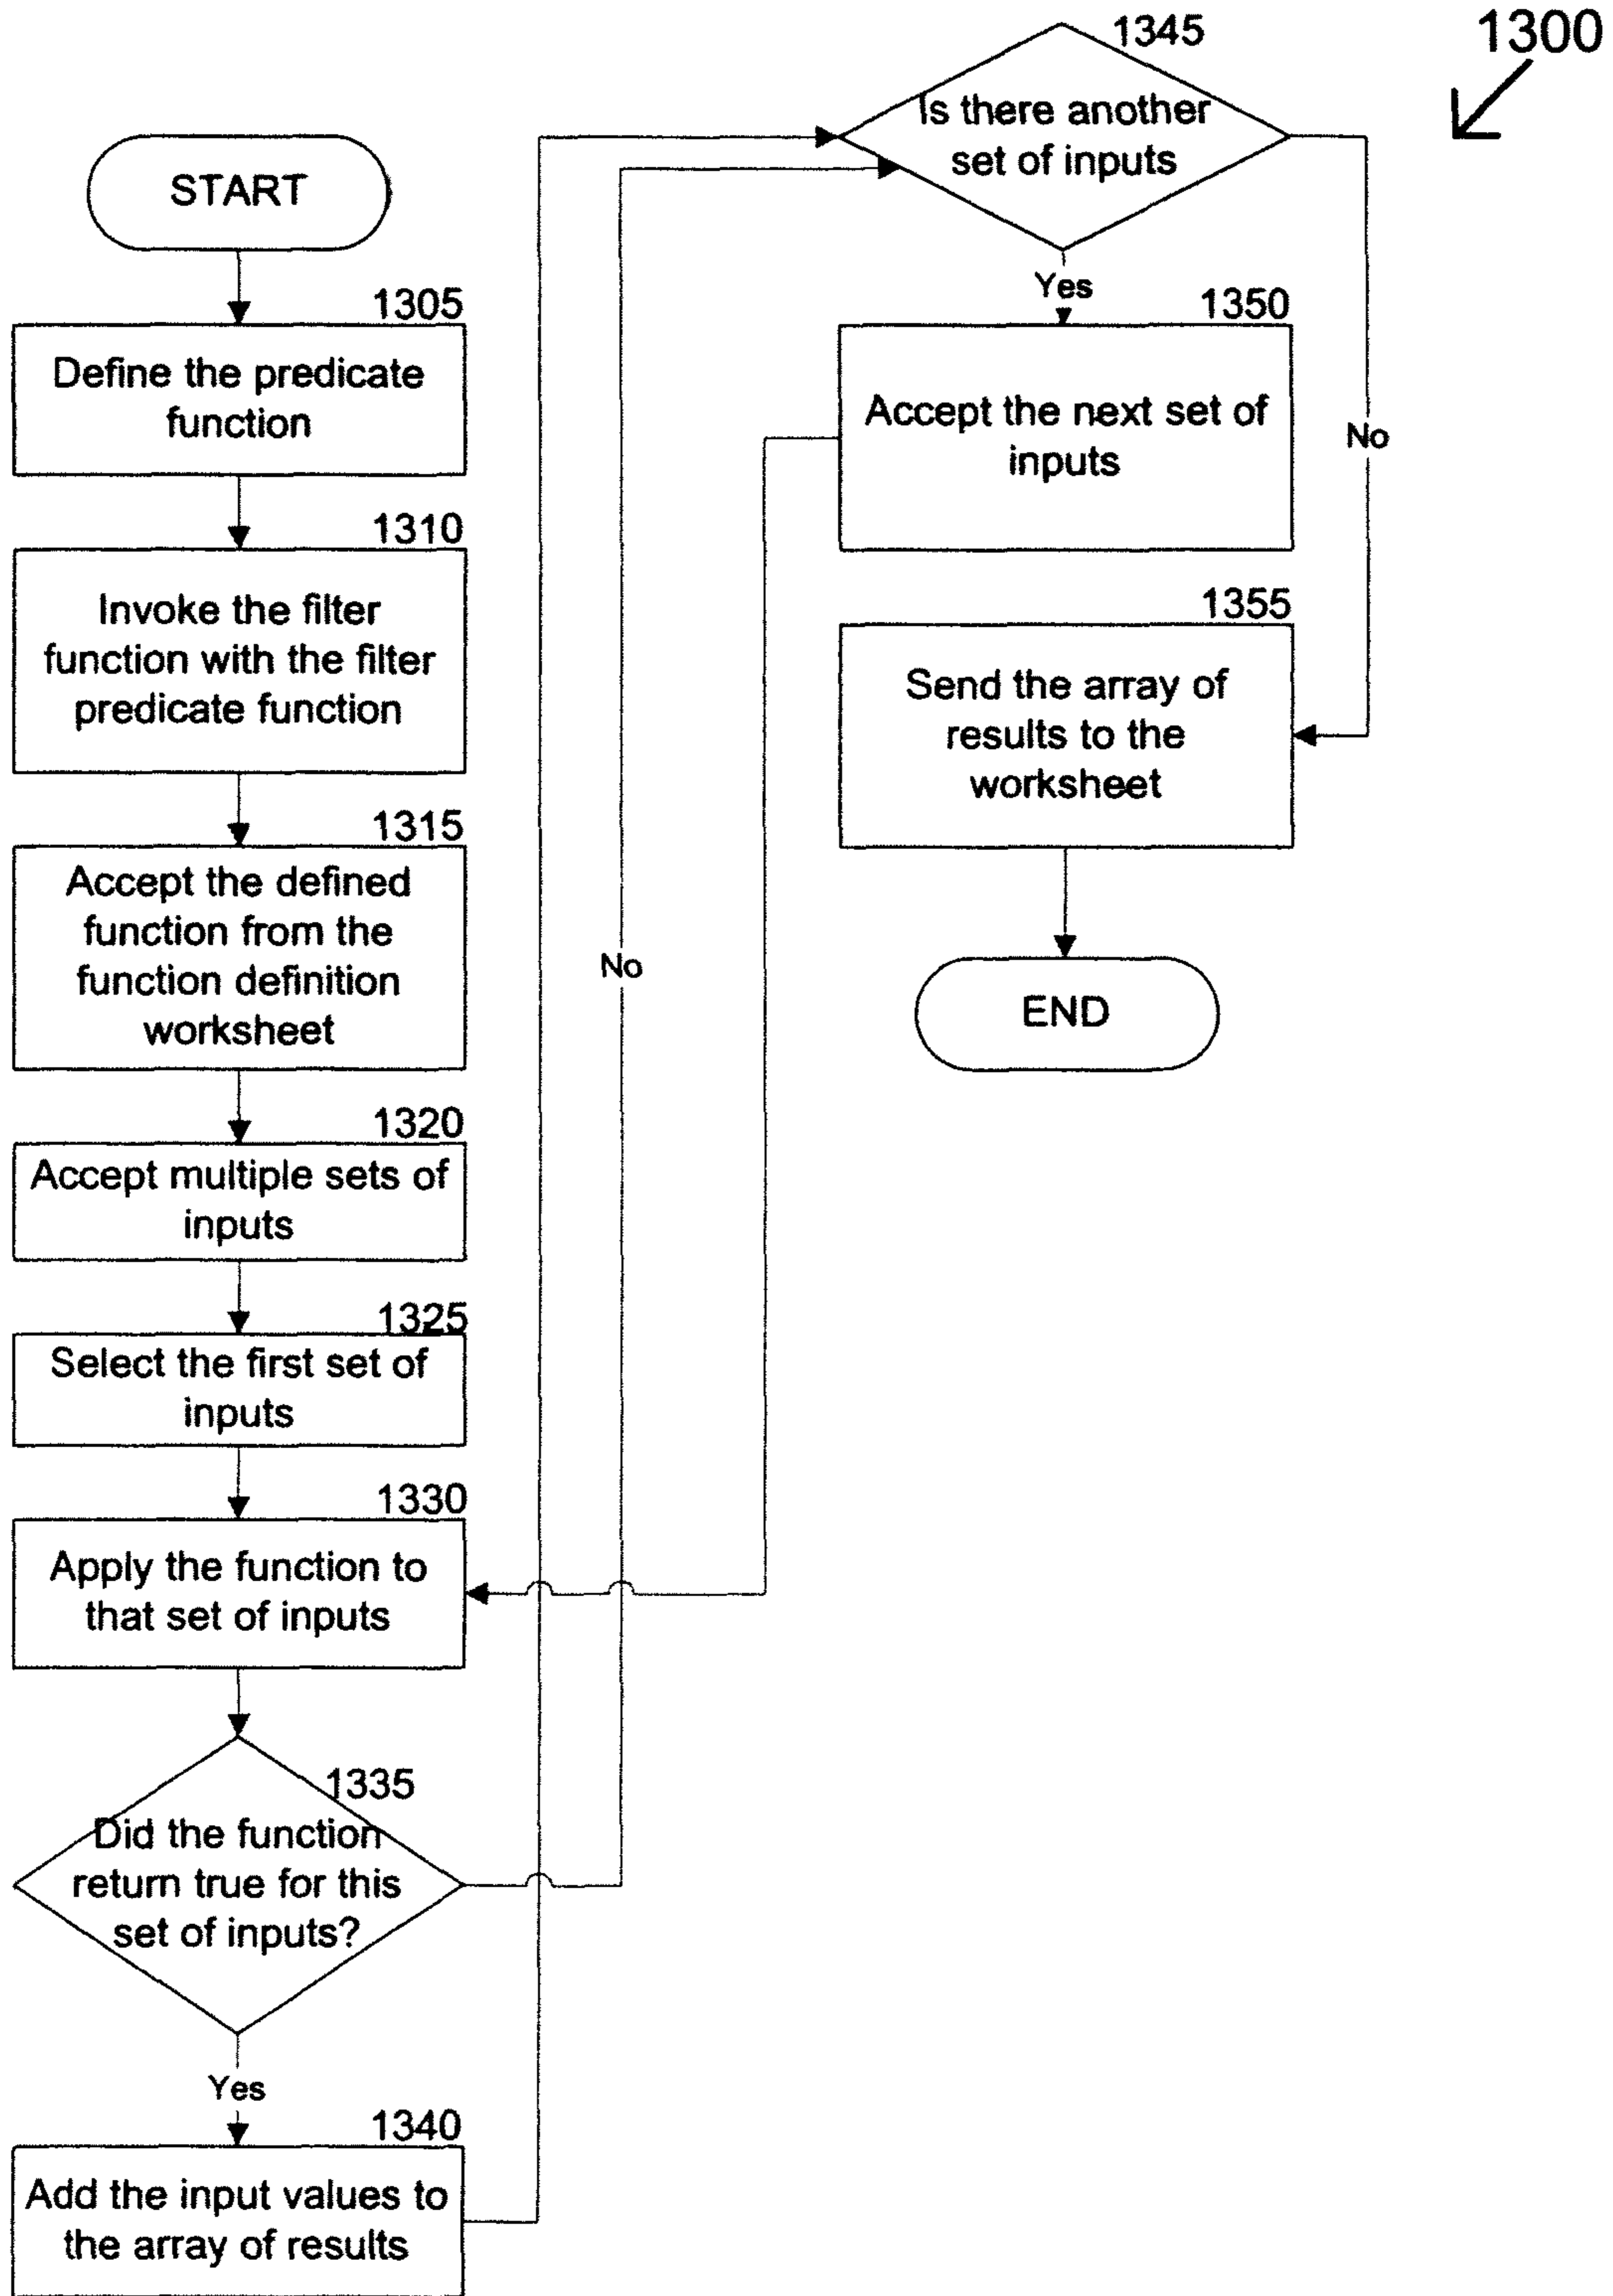 1300
START
1305
Define the predicate
function
1310
Invoke the filter
function with the filter
predicate function
1315
Accept the defined
function from the
function definition
worksheet
1320
Accept multiple sets of
inputs
1325
Select the first set of
inputs
1330
Apply the function to
that set of inputs
1335
Did the function
return true for this
set of inputs?
Yes
No
1340
Add the input values to
the array of results
1345
Is there another
set of inputs
Yes
No
1350
Accept the next set of
inputs
1355
Send the array of
results to the
worksheet
END